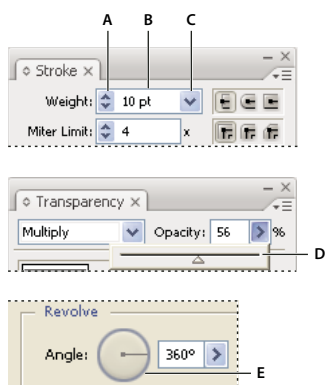 A B C
Stroke
Weight: 10 pt
Miter Limit: 4 x
Transparency
Multiply Opacity: 56 %
D
Revolve
Angle: 360°
E